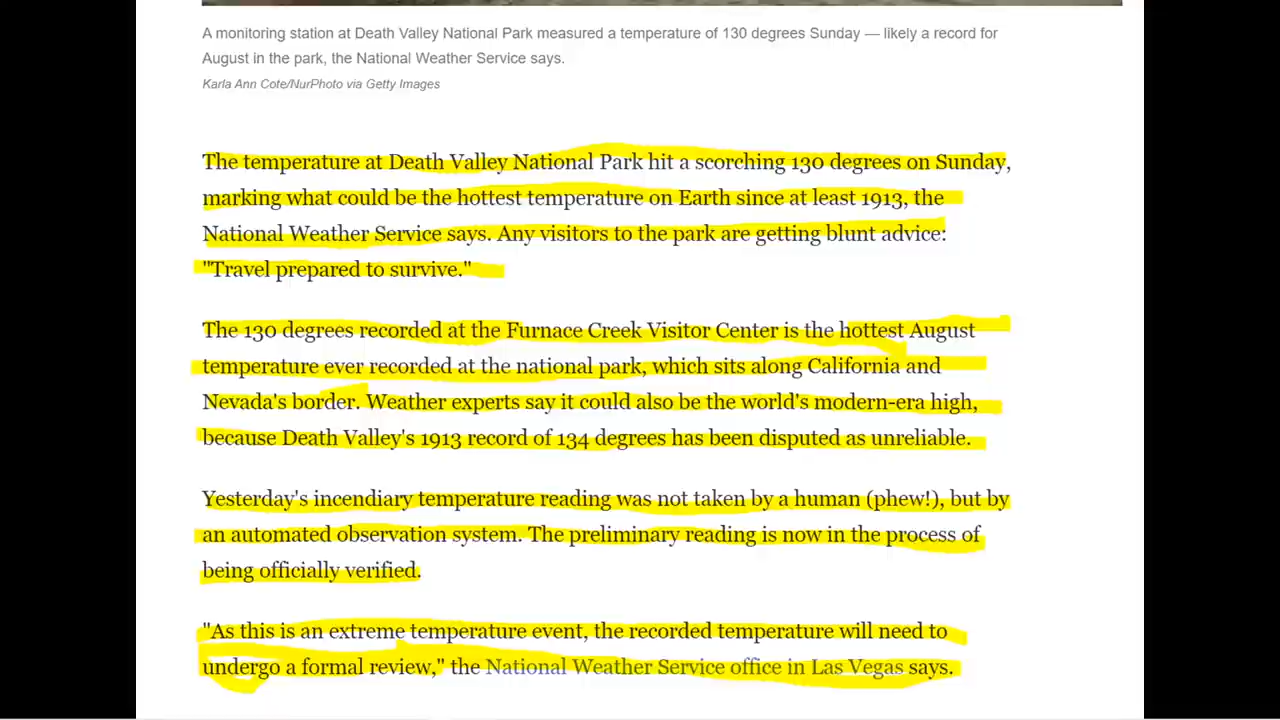 A monitoring station at Death Valley National Park measured a temperature of 130 degrees Sunday — likely a record for
August in the park, the National Weather Service says.
Karla Ann Cote/NurPhoto via Getty Images
The temperature at Death Valley National Park hit a scorching 130 degrees on Sunday,
marking what could be the hottest temperature on Earth since at least 1913, the
National Weather Service says. Any visitors to the park are getting blunt advice:
"Travel prepared to survive."
The 130 degrees recorded at the Furnace Creek Visitor Center is the hottest August
temperature ever recorded at the national park, which sits along California and
Nevada's border. Weather experts say it could also be the world's modern-era high,
because Death Valley's 1913 record of 134 degrees has been disputed as unreliable.
Yesterday's incendiary temperature reading was not taken by a human (phew!), but by
an automated observation system. The preliminary reading is now in the process of
being officially verified.
"As this is an extreme temperature event, the recorded temperature will need to
undergo a formal review," the National Weather Service office in Las Vegas says.